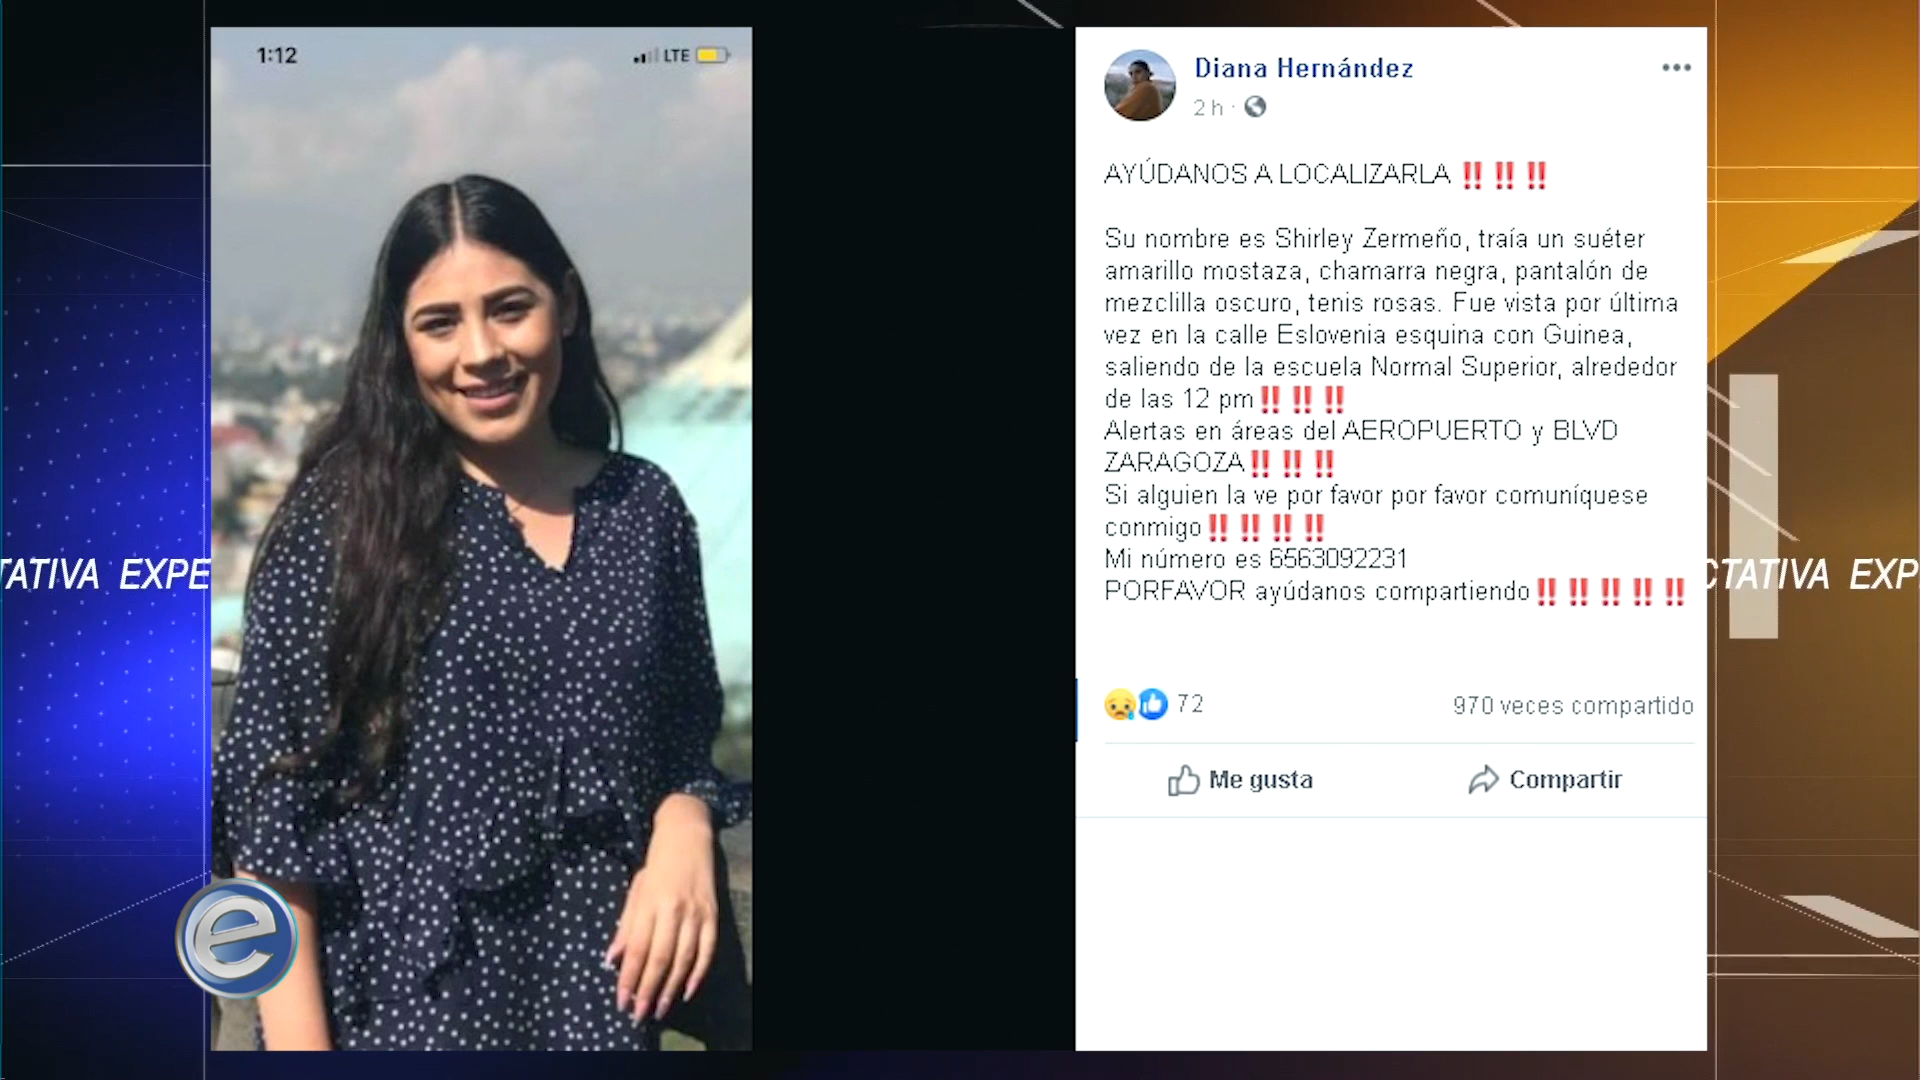 1:12
LTE
Diana Hernández
2 h ·
AYÚDANOS A LOCALIZARLA ‼️ ‼️ ‼️
Su nombre es Shirley Zermeño, traía un suéter
amarillo mostaza, chamarra negra, pantalón de
mezclilla oscuro, tenis rosas. Fue vista por última
vez en la calle Eslovenia esquina con Guinea,
saliendo de la escuela Normal Superior, alrededor
de las 12 pm‼️ ‼️ ‼️
Alertas en áreas del AEROPUERTO y BLVD
ZARAGOZA‼️ ‼️ ‼️
Si alguien la ve por favor por favor comuníquese
conmigo‼️ ‼️ ‼️ ‼️
Mi número es 6563092231
PORFAVOR ayúdanos compartiendo‼️ ‼️ ‼️ ‼️ ‼️
72
970 veces compartido
Me gusta
Compartir
TATIVA EXPE
CTATIVA EXP
e